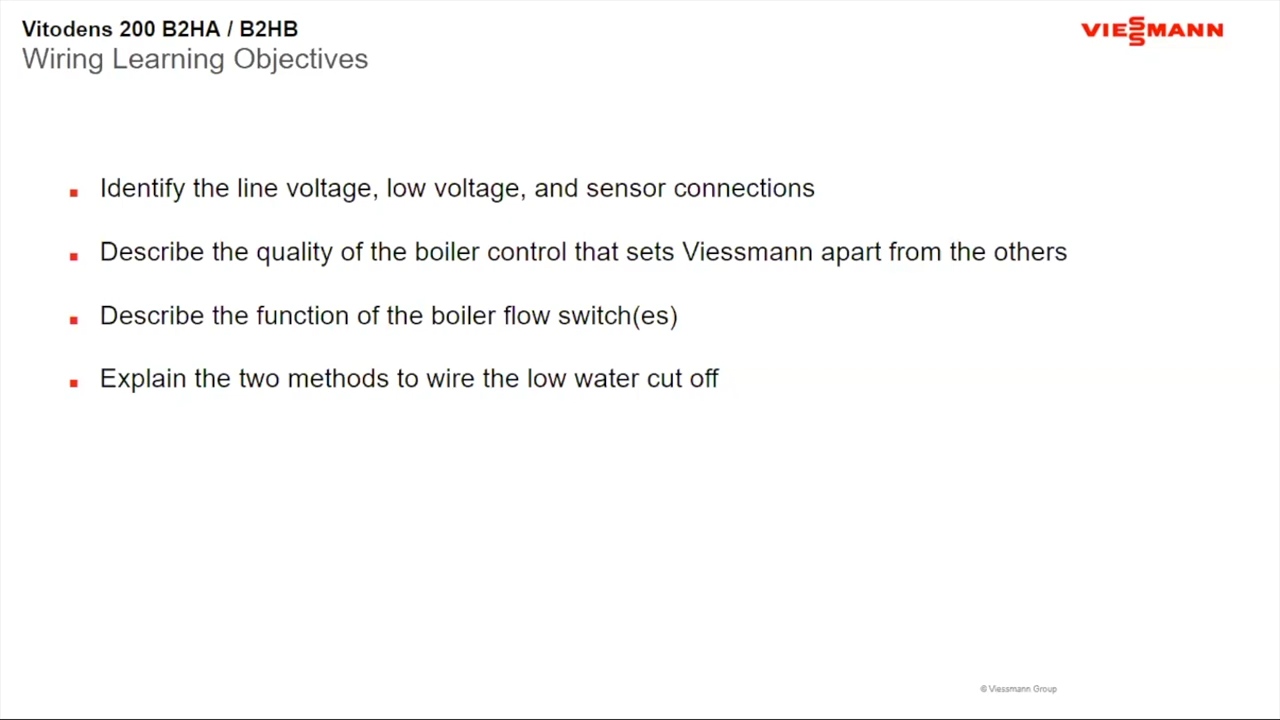 Vitodens 200 B2HA / B2HB
VIESSMANN
Wiring Learning Objectives
Identify the line voltage, low voltage, and sensor connections
Describe the quality of the boiler control that sets Viessmann apart from the others
Describe the function of the boiler flow switch(es)
Explain the two methods to wire the low water cut off
© Viessmann Group